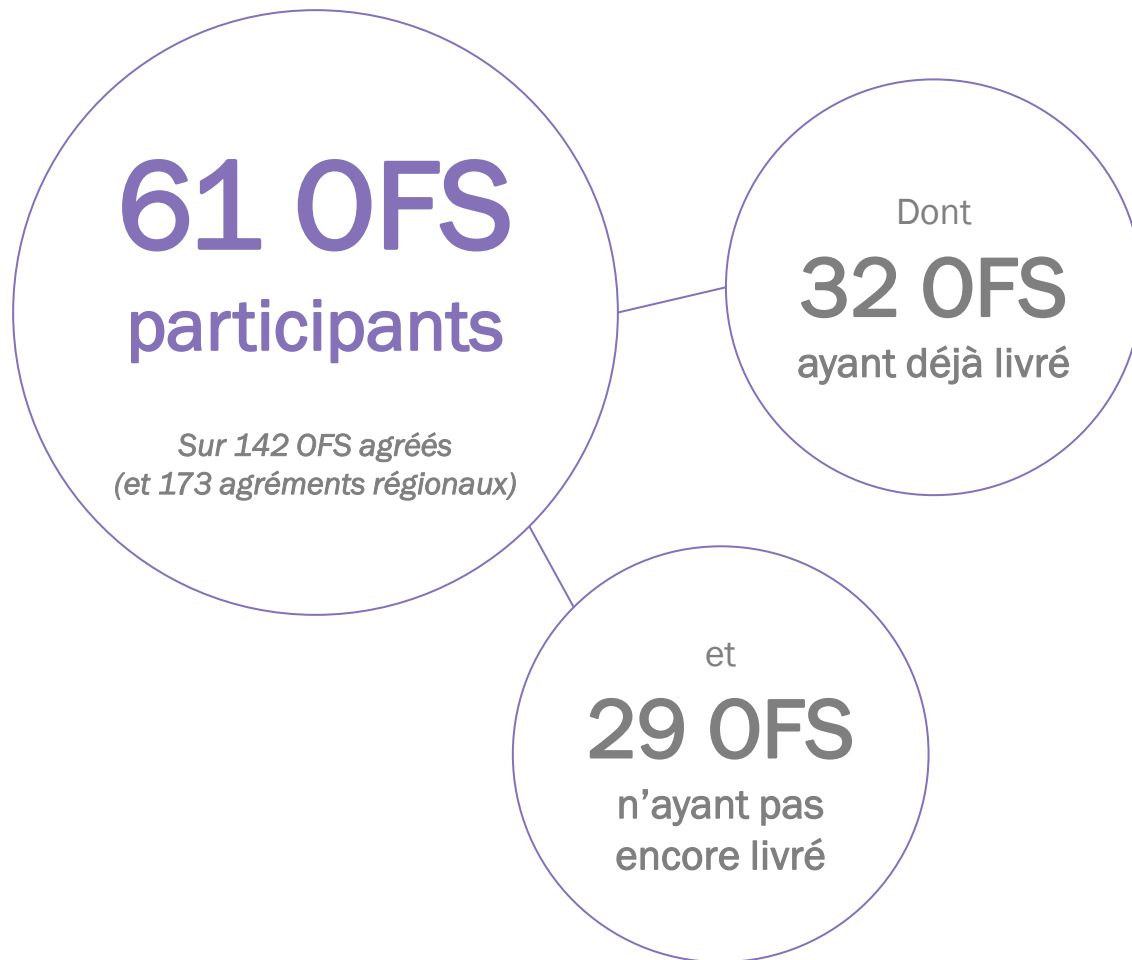 61 OFS
participants
Sur 142 OFS agréés
(et 173 agréments régionaux)
Dont
32 OFS
ayant déjà livré
et
29 OFS
n’ayant pas
encore livré